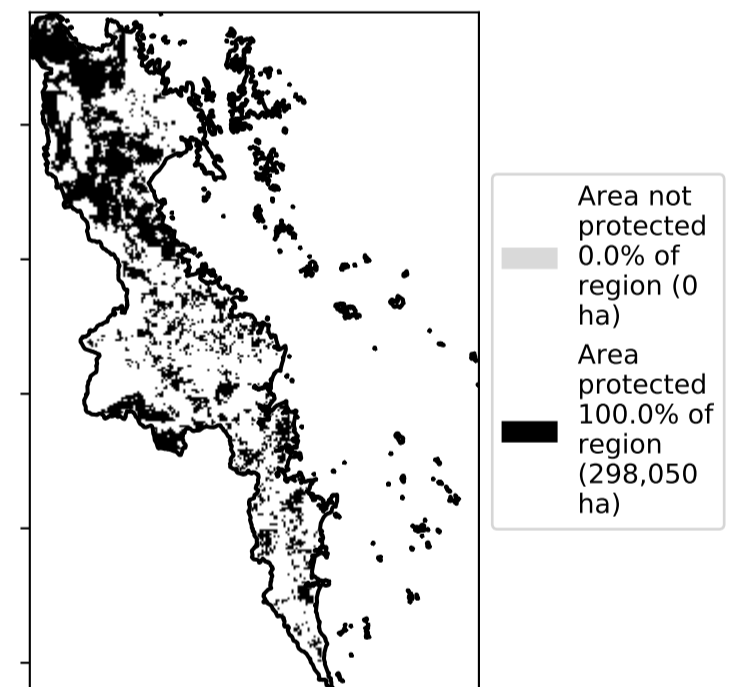 Area not
protected
0.0% of
region (0
ha)
Area
protected
100.0% of
region
(298,050
ha)